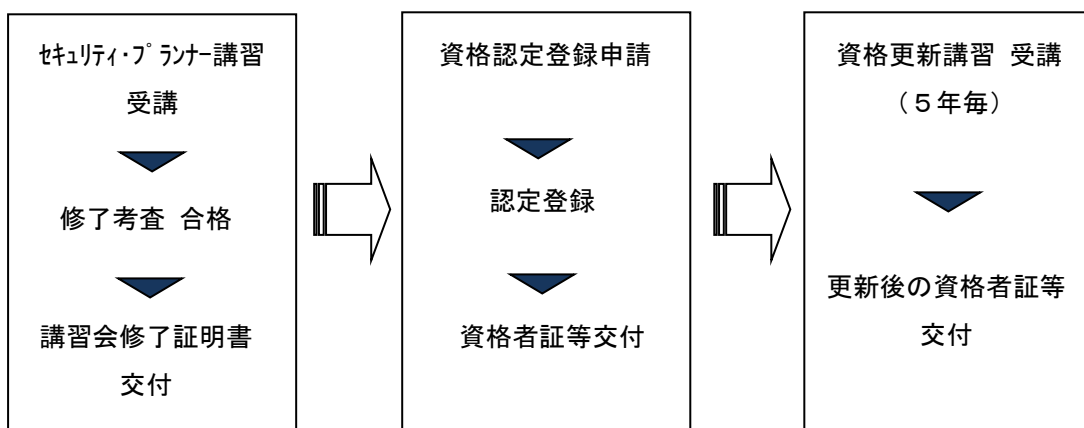 ｾｷｭﾘﾃｨ･ﾌﾟﾗﾝﾅー講習
受講
修了考査 合格
講習会修了証明書
交付
資格認定登録申請
認定登録
資格者証等交付
資格更新講習 受講
（５年毎）
更新後の資格者証等
交付